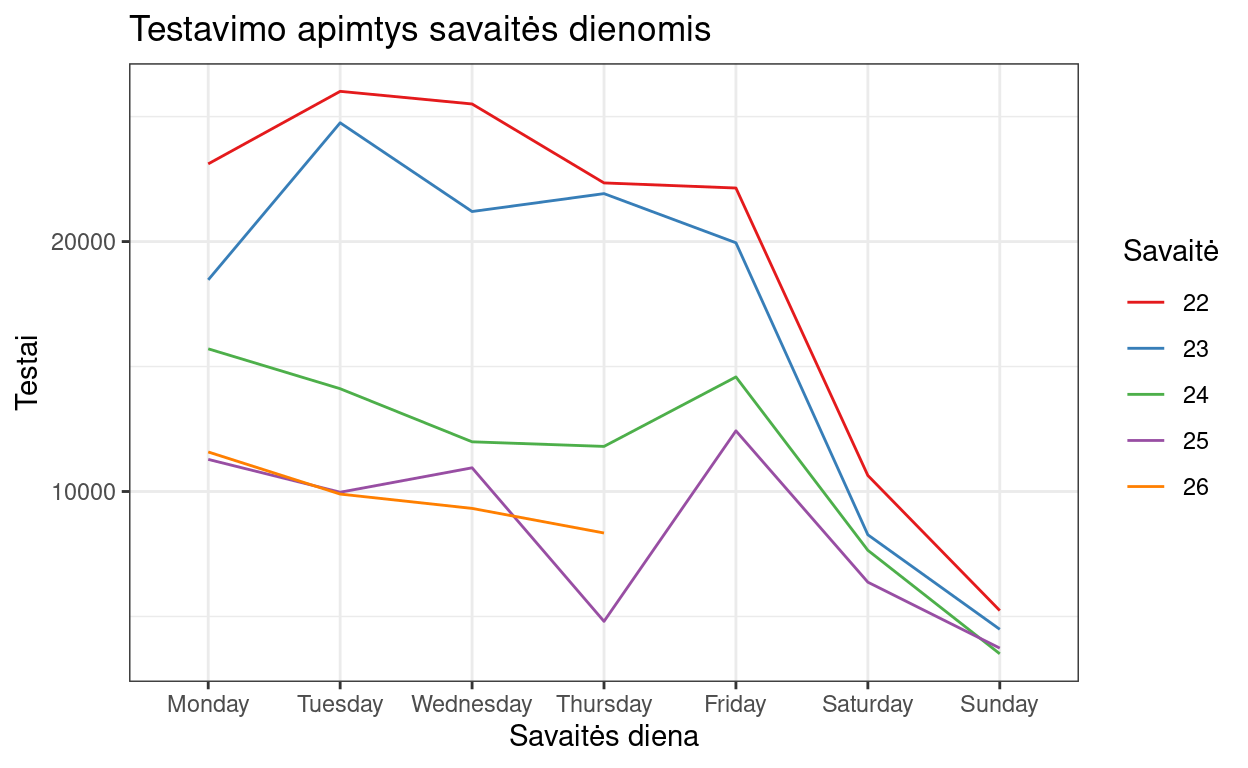 Testavimo apimtys savaitės dienomis
Testai
20000
10000
Monday Tuesday Wednesday Thursday Friday Saturday Sunday
Savaitės diena
Savaitė
22
23
24
25
26